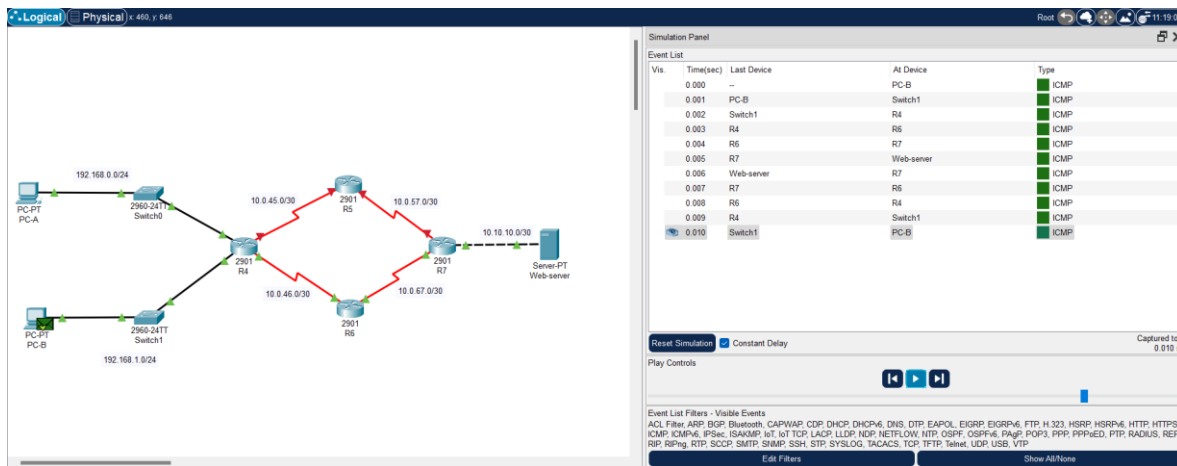 Logical Physical x: 460, y: 646 Root 11:19:0
Simulation Panel
Event List
Vis. Time(sec) Last Device At Device Type
0.000 -- PC-B ICMP
0.001 PC-B Switch1 ICMP
0.002 Switch1 R4 ICMP
0.003 R4 R6 ICMP
0.004 R6 R7 ICMP
0.005 R7 Web-server ICMP
0.006 Web-server R7 ICMP
0.007 R7 R6 ICMP
0.008 R6 R4 ICMP
0.009 R4 Switch1 ICMP
0.010 Switch1 PC-B ICMP
192.168.0.0/24
PC-PT
PC-A
2960-24TT
Switch0
10.0.45.0/30
2901
R5
10.0.57.0/30
10.10.10.0/30
2901
R4
2901
R7
Server-PT
Web-server
10.0.46.0/30
10.0.67.0/30
2901
R6
PC-PT
PC-B
2960-24TT
Switch1
192.168.1.0/24
Reset Simulation Constant Delay Captured to
0.010
Play Controls
Event List Filters - Visible Events
ACL Filter, ARP, BGP, Bluetooth, CAPWAP, CDP, DHCP, DHCPv6, DNS, DTP, EAPOL, EIGRP, EIGRPv6, FTP, H.323, HSRP, HSRPv6, HTTP, HTTPS
ICMP, ICMPv6, IPSec, ISAKMP, IoT, IoT TCP, LACP, LLDP, NDP, NETFLOW, NTP, OSPF, OSPFv6, PAgP, POP3, PPP, PPPoED, PTP, RADIUS, REP
RIP, RIPng, RTP, SCCP, SMTP, SNMP, SSH, STP, SYSLOG, TACACS, TCP, TFTP, Telnet, UDP, USB, VTP
Edit Filters Show All/None